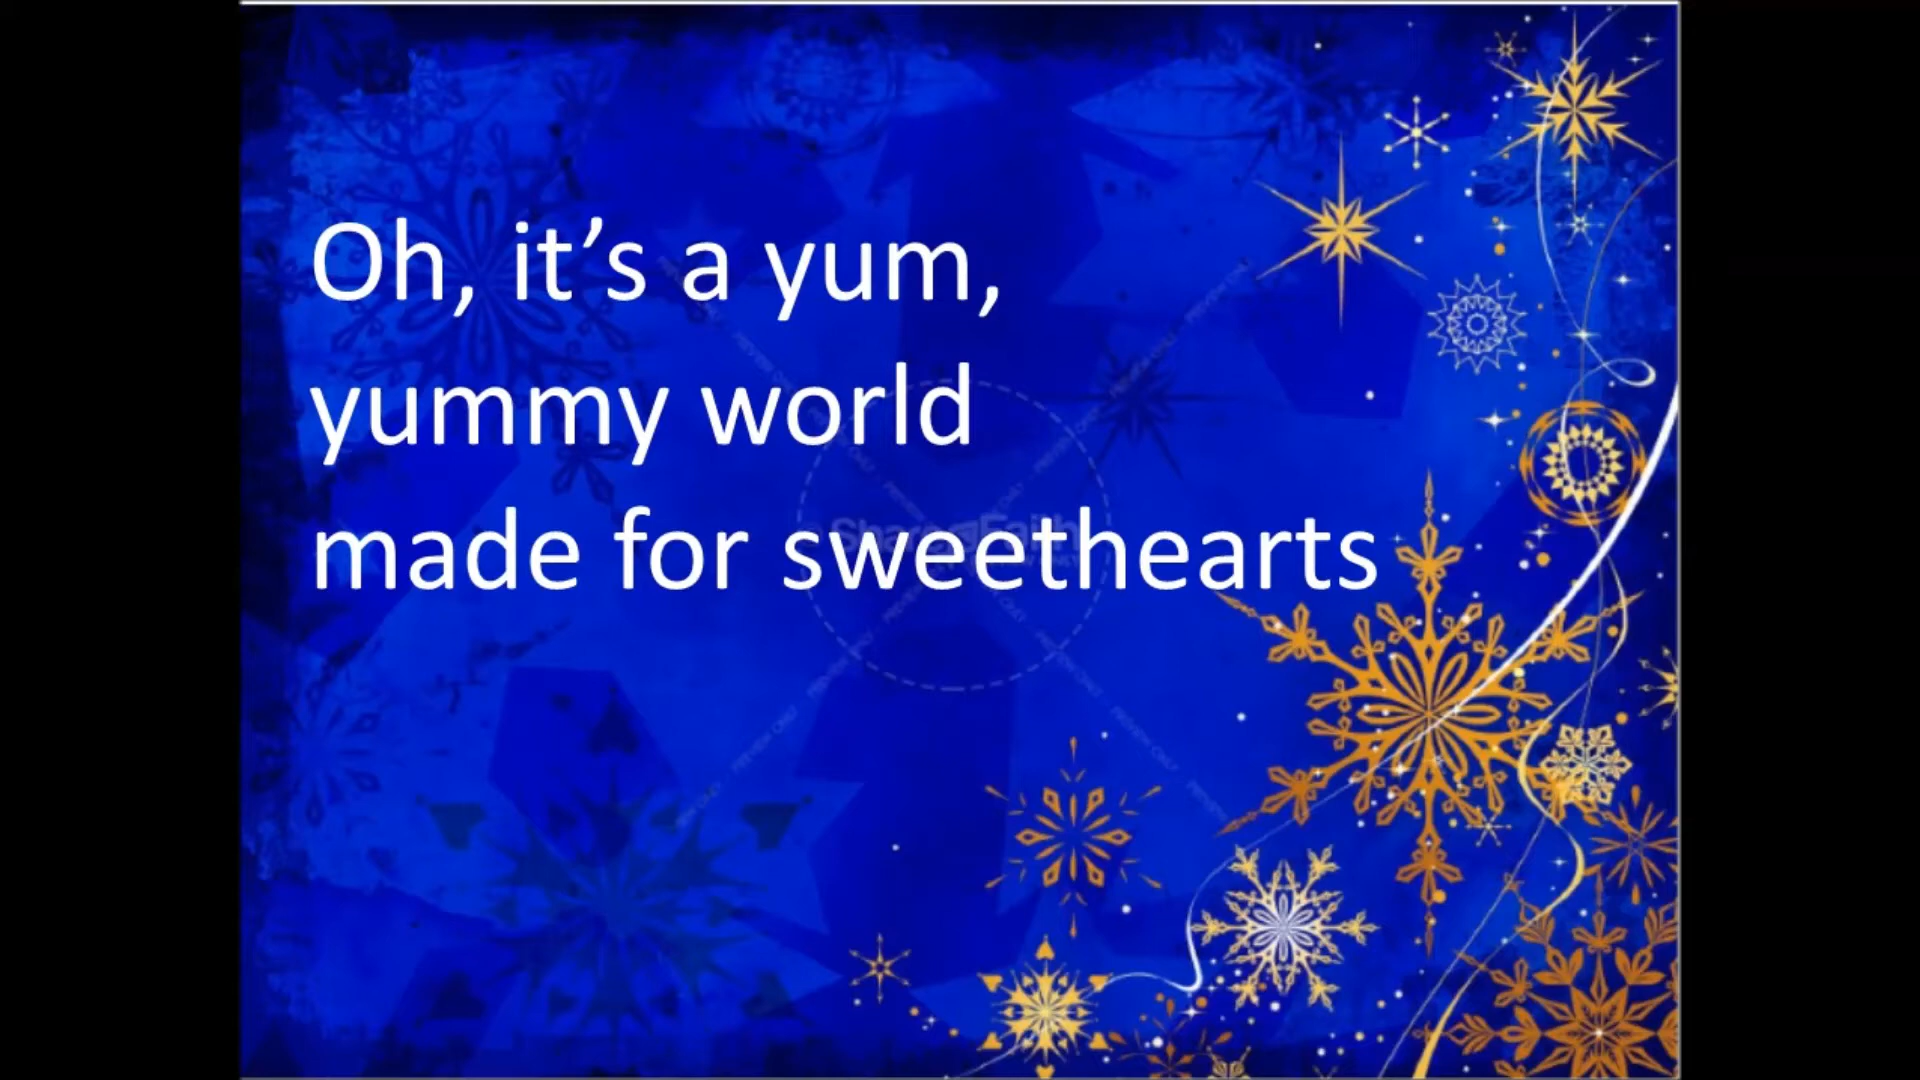 Oh, it’s a yum,
yummy world
made for sweethearts